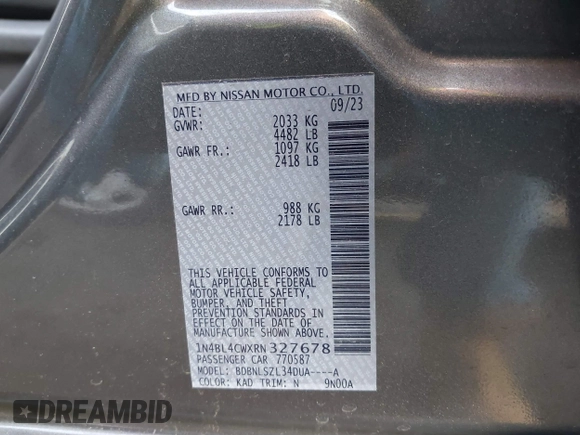 MFD BY NISSAN MOTOR CO., LTD.
DATE: 09/23
GVWR: 2033 KG
4482 LB
GAWR FR.: 1097 KG
2418 LB
GAWR RR.: 988 KG
2178 LB
THIS VEHICLE CONFORMS TO
ALL APPLICABLE FEDERAL
MOTOR VEHICLE SAFETY,
BUMPER, AND THEFT
PREVENTION STANDARDS IN
EFFECT ON THE DATE OF
MANUFACTURE SHOWN ABOVE.
1N4BL4CWXRN327678
PASSENGER CAR 770587
MODEL: BDBNLSZL34DUA----A
COLOR: KAD TRIM: N 9N00A